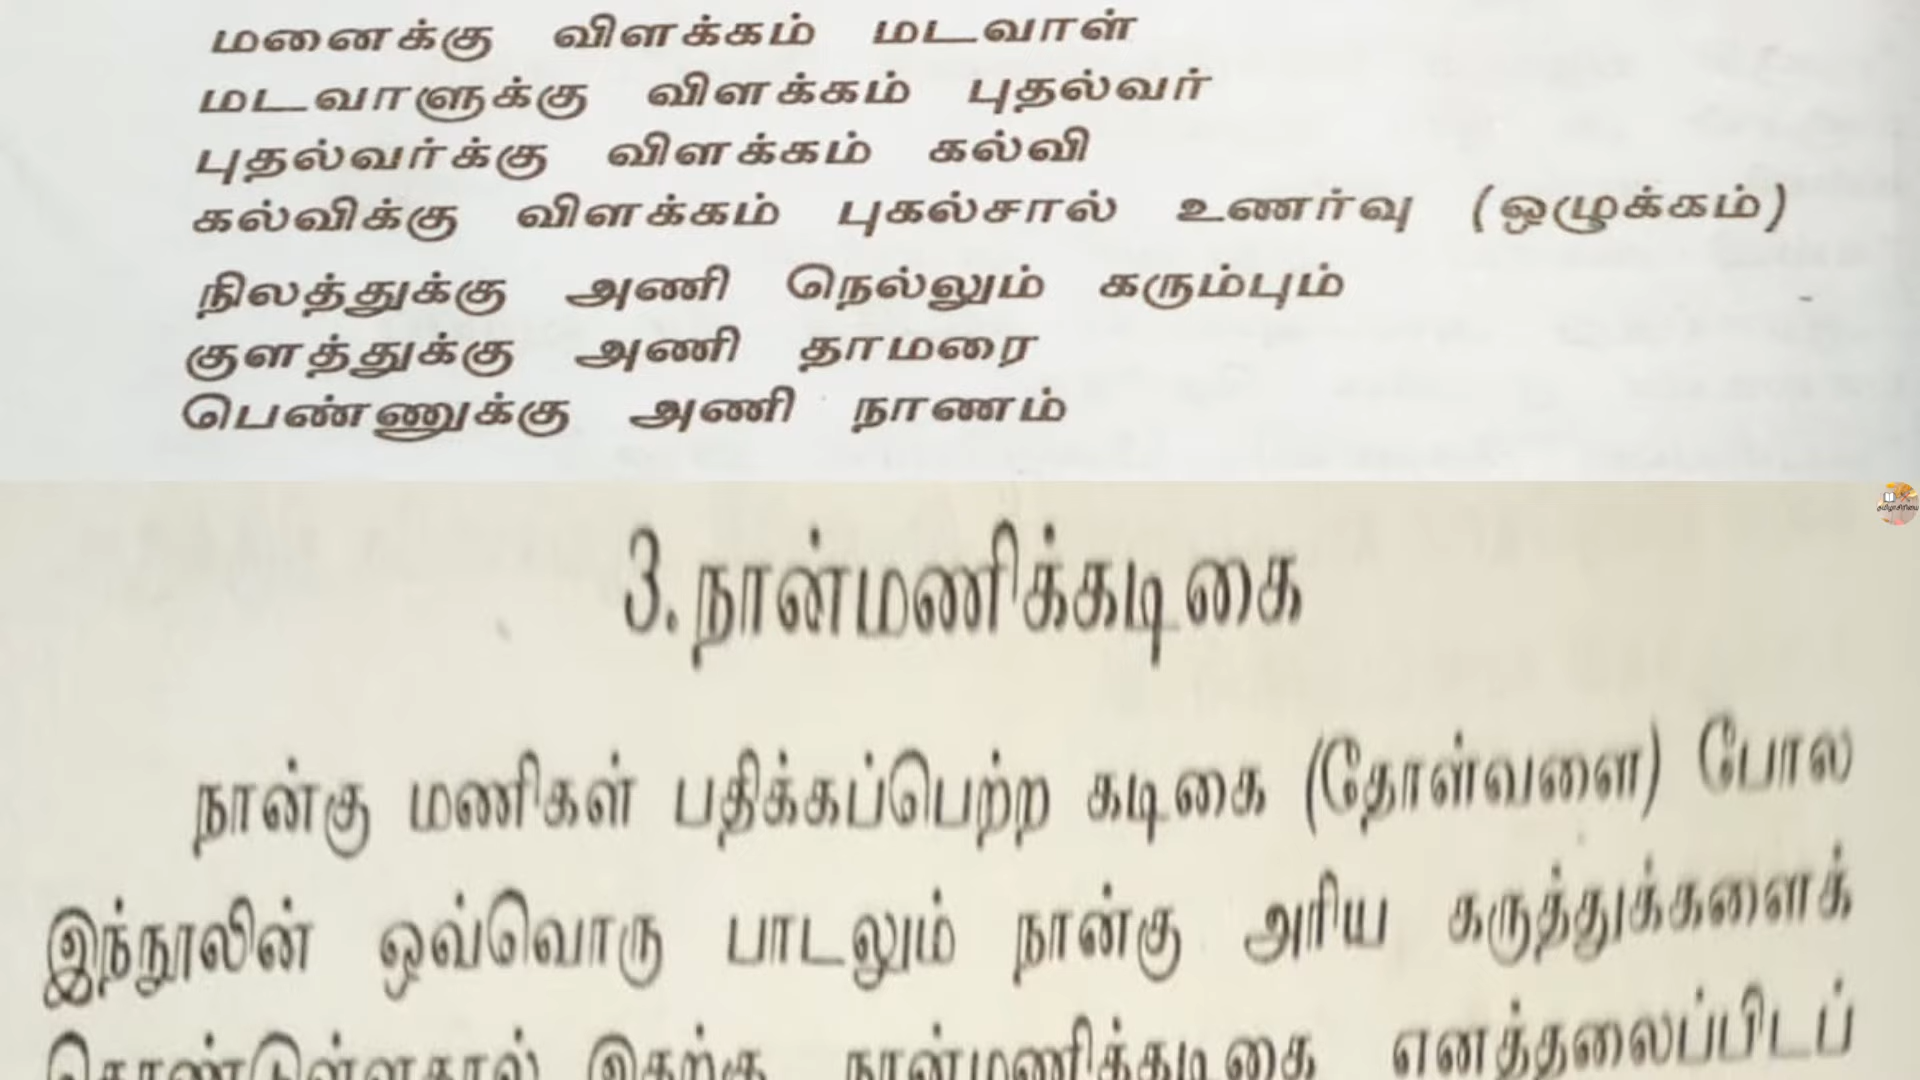 மனைக்கு விளக்கம் மடவாள்
மடவாளுக்கு விளக்கம் புதல்வர்
புதல்வர்க்கு விளக்கம் கல்வி
கல்விக்கு விளக்கம் புகல்சால் உணர்வு (ஒழுக்கம்)
நிலத்துக்கு அணி நெல்லும் கரும்பும்
குளத்துக்கு அணி தாமரை
பெண்ணுக்கு அணி நாணம்
3. நான்மணிக்கடிகை
நான்கு மணிகள் பதிக்கப்பெற்ற கடிகை (தோள்வளை) போல
இந்நூலின் ஒவ்வொரு பாடலும் நான்கு அரிய கருத்துக்களைக்
கொண்டுள்ளதால் இதற்கு நான்மணிக்கடிகை எனத்தலைப்பிடப்